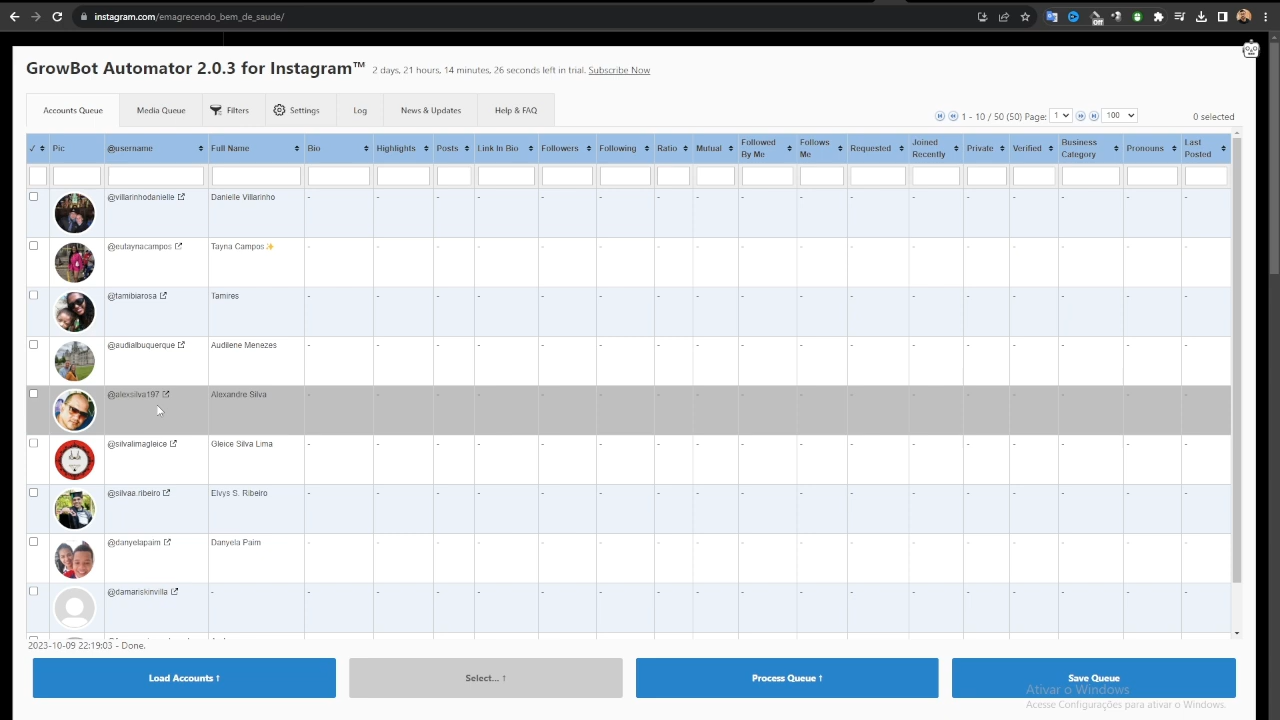 instagram.com/emagrecendo_bem_de_saude/
GrowBot Automator 2.0.3 for Instagram™ 2 days, 21 hours, 14 minutes, 26 seconds left in trial. Subscribe Now
Accounts Queue Media Queue Filters Settings Log News & Updates Help & FAQ
1 - 10 / 50 (50) Page: 1 100 0 selected
✓ Pic @username Full Name Bio Highlights Posts Link In Bio Followers Following Ratio Mutual Followed By Me Follows Me Requested Joined Recently Private Verified Business Category Pronouns Last Posted
@villarinhodanielle Danielle Villarinho - - - - - - - - - - - - - - - - -
@eutaynacampos Tayna Campos✨ - - - - - - - - - - - - - - - - -
@tamibiarosa Tamires - - - - - - - - - - - - - - - - -
@audialbuquerque Audilene Menezes - - - - - - - - - - - - - - - - -
@alexsilva197 Alexandre Silva - - - - - - - - - - - - - - - - -
@silvalimagleice Gleice Silva Lima - - - - - - - - - - - - - - - - -
@silvaa.ribeiro Elvys S. Ribeiro - - - - - - - - - - - - - - - - -
@danyelapaim Danyela Paim - - - - - - - - - - - - - - - - -
@damariskinvilla - - - - - - - - - - - - - - - - - -
2023-10-09 22:19:03 - Done.
Load Accounts ↑ Select... ↑ Process Queue ↑ Save Queue
Ativar o Windows
Acesse Configurações para ativar o Windows.